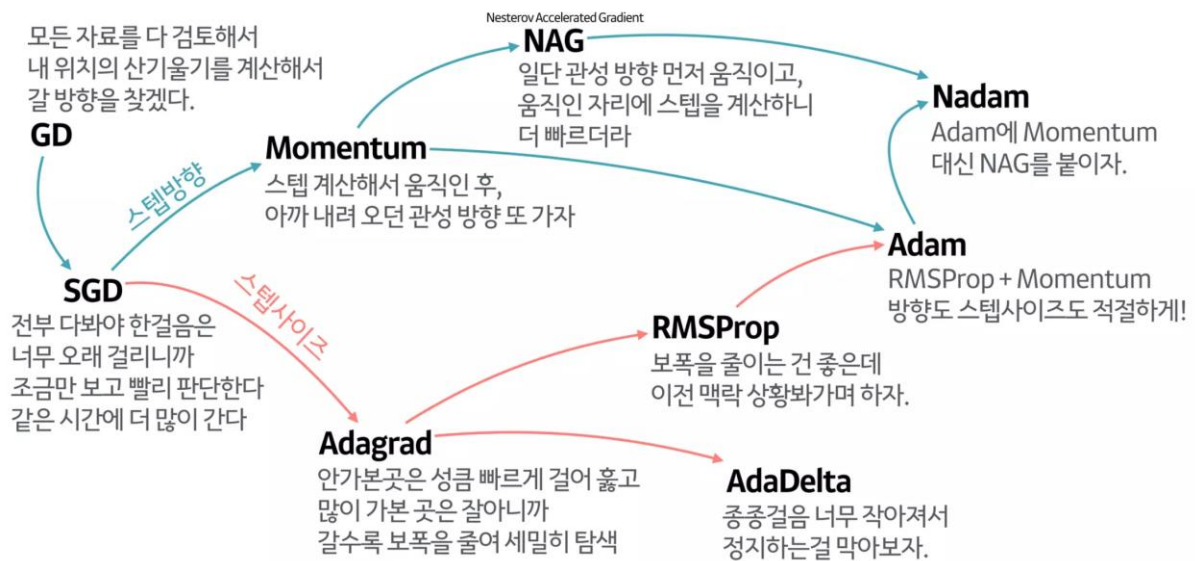 모든 자료를 다 검토해서
내 위치의 산기울기를 계산해서
갈 방향을 찾겠다.
GD
스텝방향
Momentum
스텝 계산해서 움직인 후,
아까 내려 오던 관성 방향 또 가자
Nesterov Accelerated Gradient
NAG
일단 관성 방향 먼저 움직이고,
움직인 자리에 스텝을 계산하니
더 빠르더라
Nadam
Adam에 Momentum
대신 NAG를 붙이자.
SGD
전부 다봐야 한걸음은
너무 오래 걸리니까
조금만 보고 빨리 판단한다
같은 시간에 더 많이 간다
스텝사이즈
Adagrad
안가본곳은 성큼 빠르게 걸어 훓고
많이 가본 곳은 잘아니까
갈수록 보폭을 줄여 세밀히 탐색
RMSProp
보폭을 줄이는 건 좋은데
이전 맥락 상황봐가며 하자.
Adam
RMSProp + Momentum
방향도 스텝사이즈도 적절하게!
AdaDelta
종종걸음 너무 작아져서
정지하는걸 막아보자.